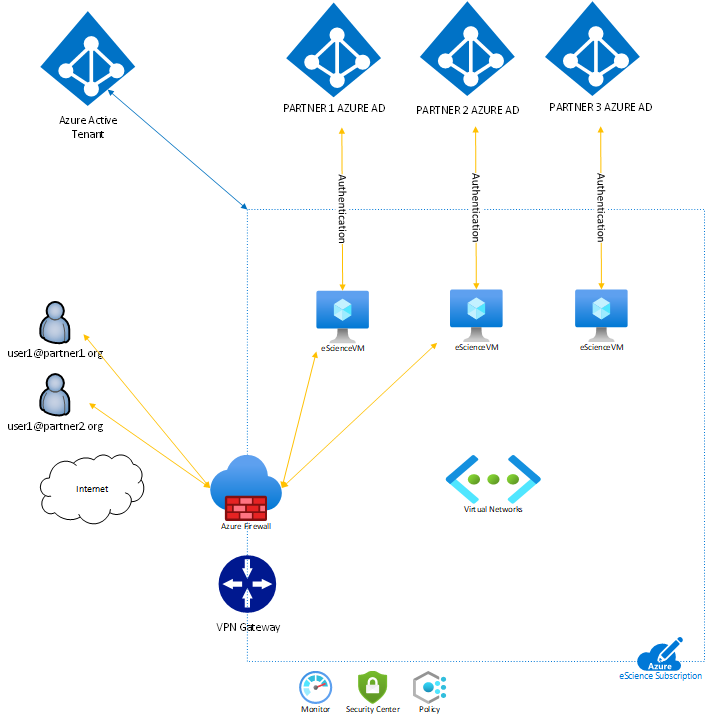 Azure Active
Tenant
PARTNER 1 AZURE AD
PARTNER 2 AZURE AD
PARTNER 3 AZURE AD
Authentication
Authentication
Authentication
eScienceVM
eScienceVM
eScienceVM
user1@partner1.org
user1@partner2.org
Internet
Azure Firewall
Virtual Networks
VPN Gateway
Azure
eScience Subscription
Monitor
Security Center
Policy